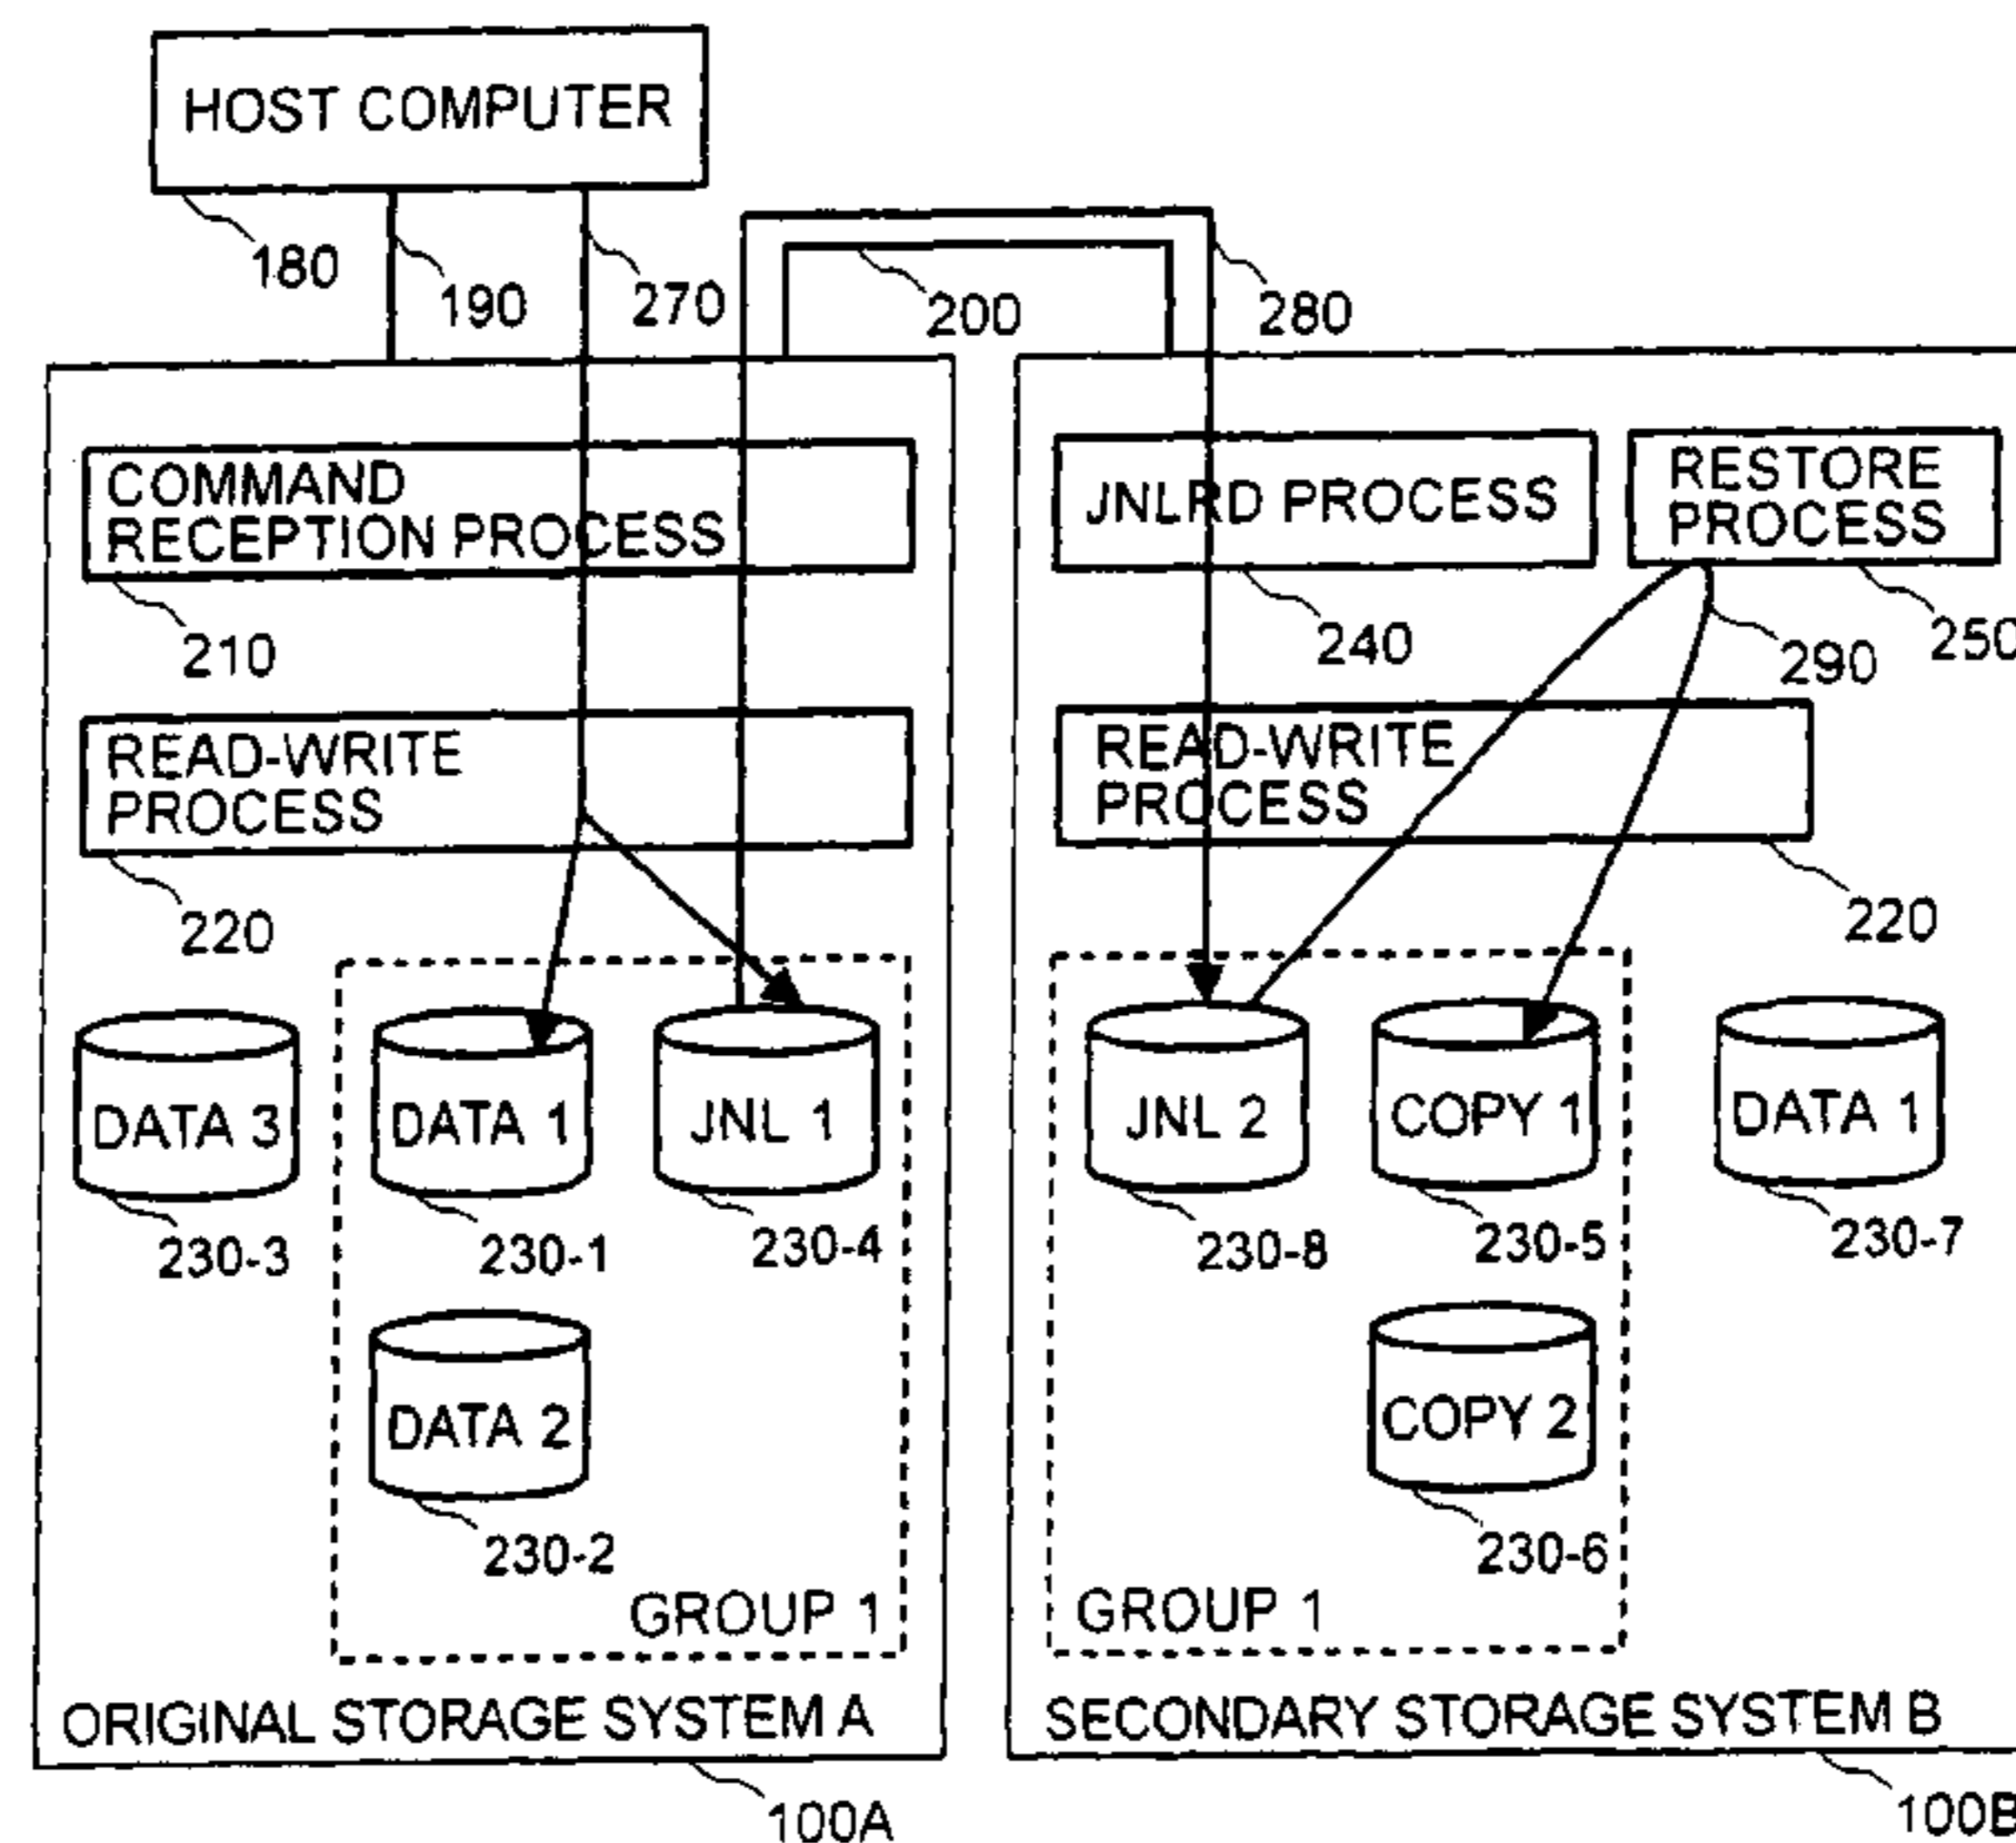 HOST COMPUTER
180
190
270
200
280
COMMAND
RECEPTION PROCESS
210
JNLRD PROCESS
240
RESTORE
PROCESS
250
290
READ-WRITE
PROCESS
220
READ-WRITE
PROCESS
220
DATA 3
230-3
DATA 1
230-1
JNL 1
230-4
JNL 2
230-8
COPY 1
230-5
DATA 1
230-7
DATA 2
230-2
COPY 2
230-6
GROUP 1
GROUP 1
ORIGINAL STORAGE SYSTEM A
100A
SECONDARY STORAGE SYSTEM B
100B